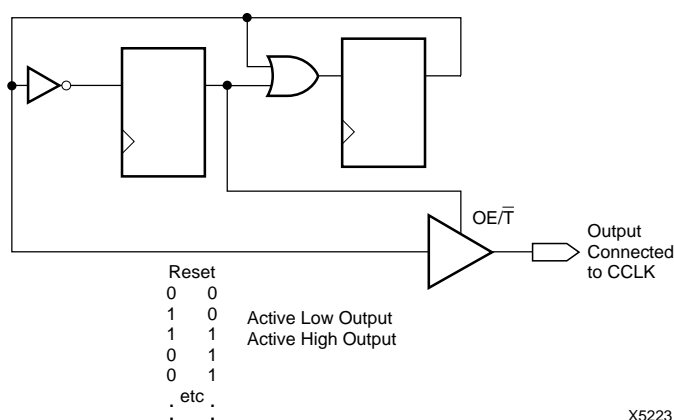 OE/T̅
Output
Connected
to CCLK
Reset
0 0
1 0
Active Low Output
1 1
Active High Output
0 1
0 1
. etc .
. .
X5223